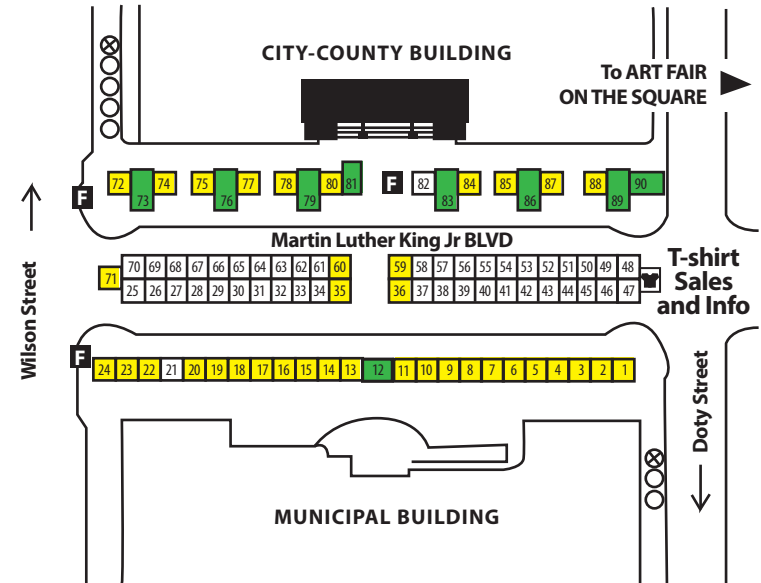 CITY-COUNTY BUILDING
To ART FAIR
ON THE SQUARE
72 74 75 77 78 80 81 F 82 84 85 87 88 90
73 76 79 83 86 89
F
Martin Luther King Jr BLVD
70 69 68 67 66 65 64 63 62 61 60 59 58 57 56 55 54 53 52 51 50 49 48
71
25 26 27 28 29 30 31 32 33 34 35 36 37 38 39 40 41 42 43 44 45 46 47
T-shirt
Sales
and Info
Wilson Street
F
24 23 22 21 20 19 18 17 16 15 14 13 12 11 10 9 8 7 6 5 4 3 2 1
Doty Street
MUNICIPAL BUILDING